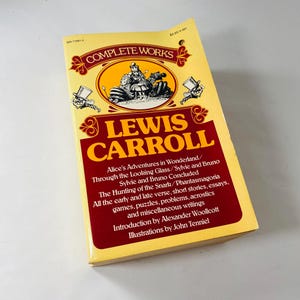 COMPLETE WORKS
LEWIS
CARROLL
Alice's Adventures in Wonderland/
Through the Looking Glass/Sylvie and Bruno
Sylvie and Bruno Concluded
The Hunting of the Snark/Phantasmagoria
All the early and late verse, short stories, essays,
games, puzzles, problems, acrostics
and miscellaneous writings
Introduction by Alexander Woollcott
Illustrations by John Tenniel